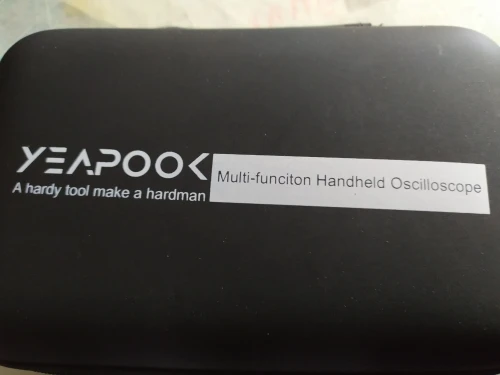 YEAPOOK
A hardy tool make a hardman
Multi-funciton Handheld Oscilloscope